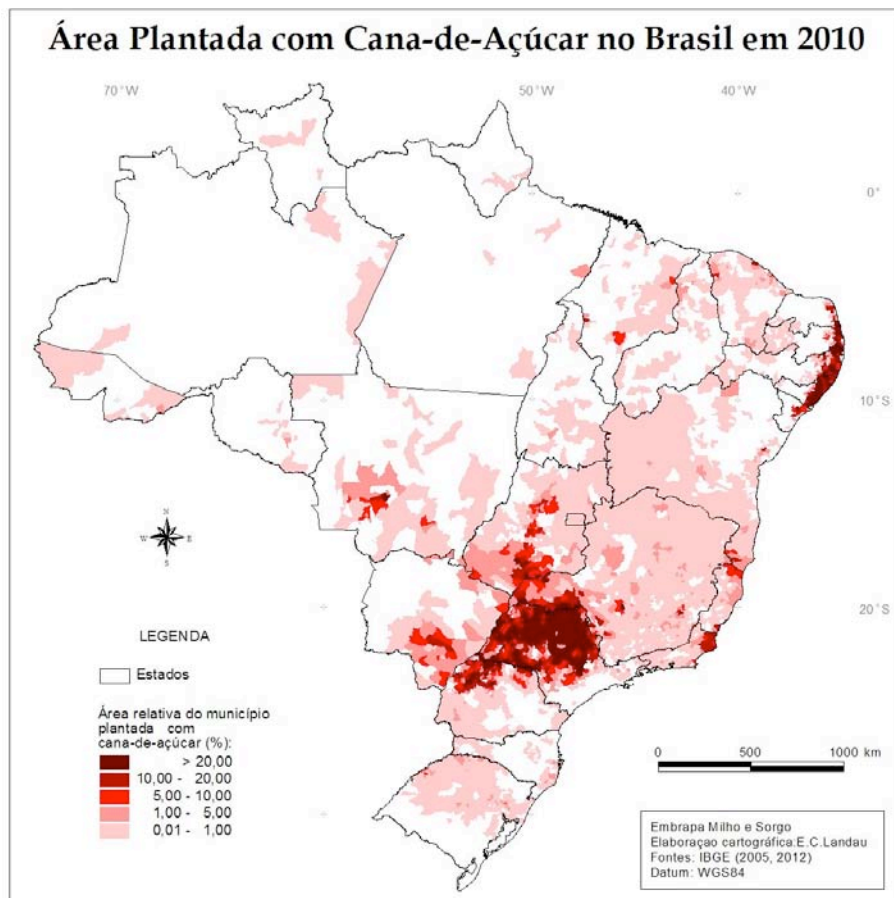 Área Plantada com Cana-de-Açúcar no Brasil em 2010
70°W
50°W
40°W
0°
10°S
20°S
N
W
E
S
LEGENDA
Estados
Área relativa do município
plantada com
cana-de-açúcar (%):
> 20,00
10,00 - 20,00
5,00 - 10,00
1,00 - 5,00
0,01 - 1,00
0 500 1000 km
Embrapa Milho e Sorgo
Elaboraçao cartográfica:E.C.Landau
Fontes: IBGE (2005, 2012)
Datum: WGS84